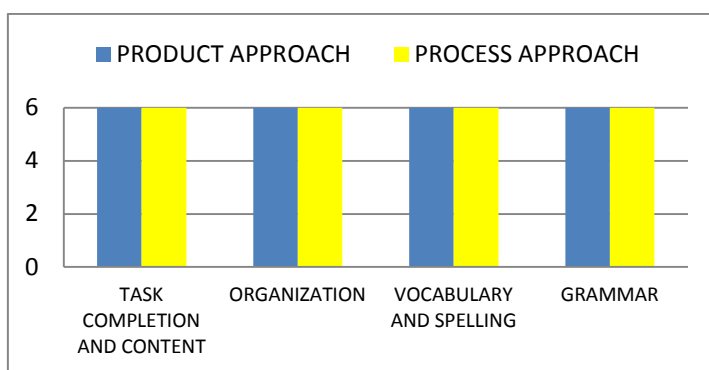 PRODUCT APPROACH PROCESS APPROACH
6
4
2
0
TASK COMPLETION AND CONTENT
ORGANIZATION
VOCABULARY AND SPELLING
GRAMMAR